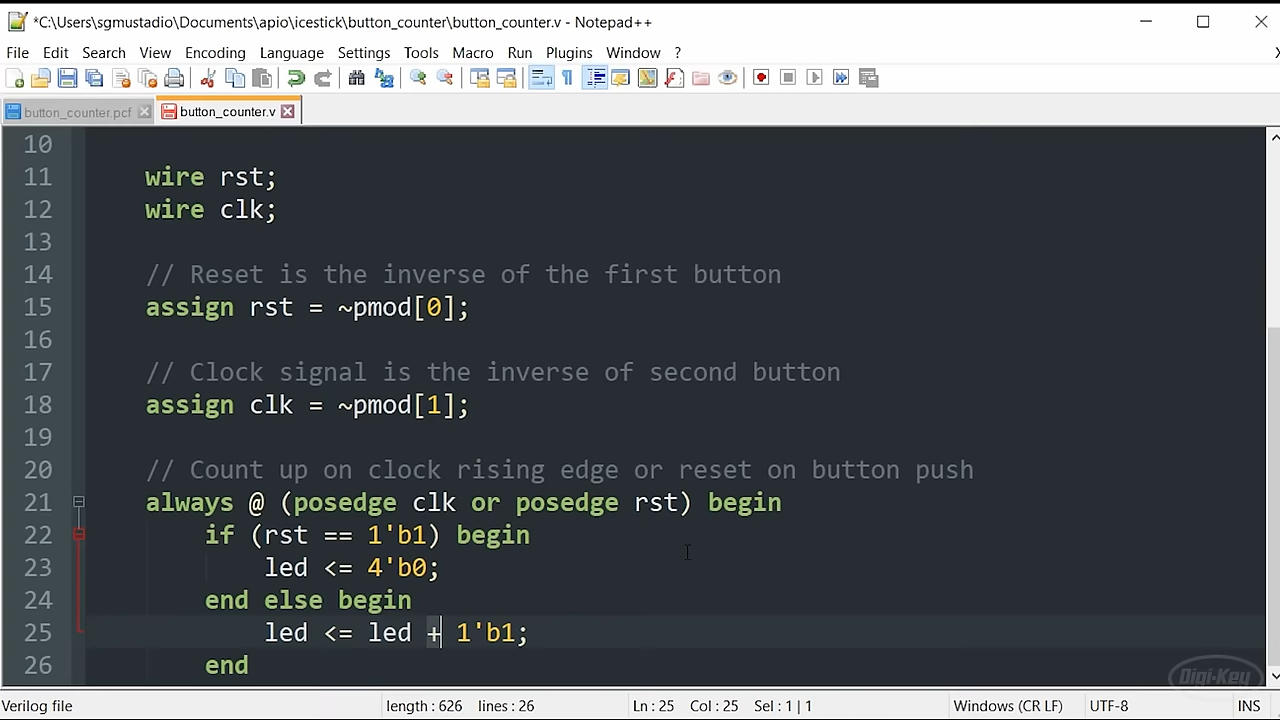 *C:\Users\sgmustadio\Documents\apio\icestick\button_counter\button_counter.v - Notepad++
File Edit Search View Encoding Language Settings Tools Macro Run Plugins Window ?
button_counter.pcf button_counter.v
10
11 wire rst;
12 wire clk;
13
14 // Reset is the inverse of the first button
15 assign rst = ~pmod[0];
16
17 // Clock signal is the inverse of second button
18 assign clk = ~pmod[1];
19
20 // Count up on clock rising edge or reset on button push
21 always @ (posedge clk or posedge rst) begin
22 if (rst == 1'b1) begin
23 led <= 4'b0;
24 end else begin
25 led <= led + 1'b1;
26 end
Digi-Key
Verilog file length : 626 lines : 26 Ln : 25 Col : 25 Sel : 1 | 1 Windows (CR LF) UTF-8 INS